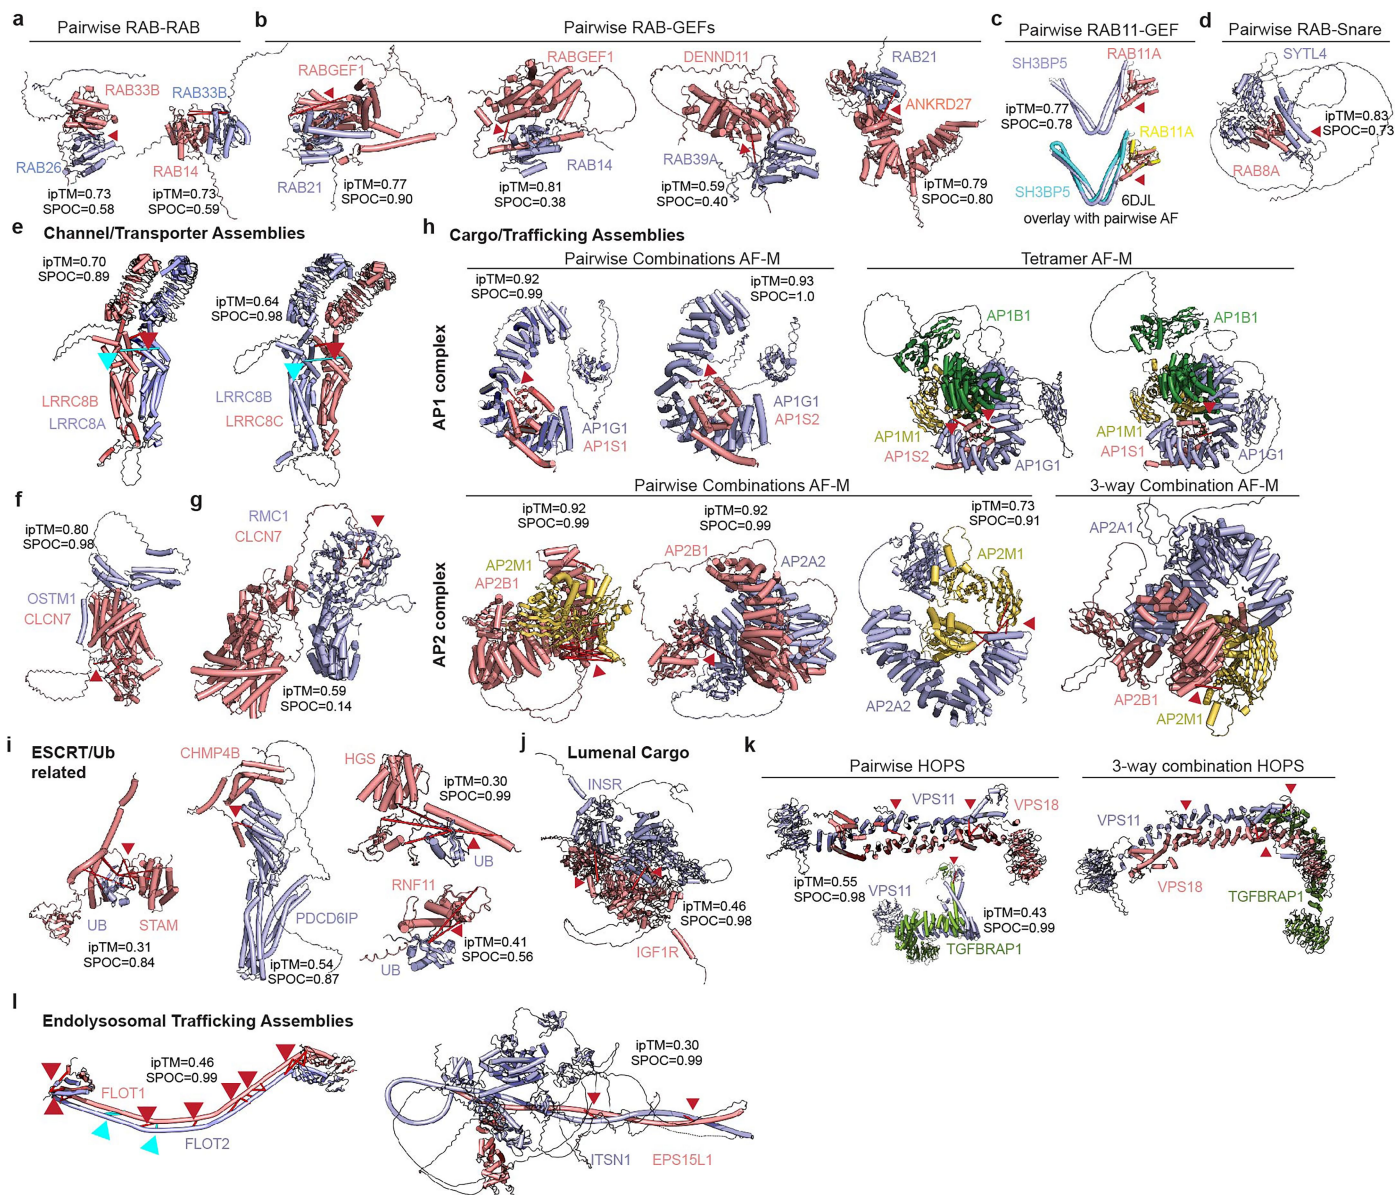 a
Pairwise RAB-RAB
RAB33B
RAB26
ipTM=0.73
SPOC=0.58
RAB33B
RAB14
ipTM=0.73
SPOC=0.59
b
Pairwise RAB-GEFs
RABGEF1
RAB21
ipTM=0.77
SPOC=0.90
RABGEF1
RAB14
ipTM=0.81
SPOC=0.38
DENND11
RAB39A
ipTM=0.59
SPOC=0.40
RAB21
ANKRD27
ipTM=0.79
SPOC=0.80
c
Pairwise RAB11-GEF
SH3BP5
RAB11A
ipTM=0.77
SPOC=0.78
RAB11A
SH3BP5
6DJL
overlay with pairwise AF
d
Pairwise RAB-Snare
SYTL4
ipTM=0.83
SPOC=0.73
RAB8A
e
Channel/Transporter Assemblies
ipTM=0.70
SPOC=0.89
LRRC8B
LRRC8A
ipTM=0.64
SPOC=0.98
LRRC8B
LRRC8C
f
ipTM=0.80
SPOC=0.98
OSTM1
CLCN7
g
RMC1
CLCN7
ipTM=0.59
SPOC=0.14
h
Cargo/Trafficking Assemblies
Pairwise Combinations AF-M
Tetramer AF-M
AP1 complex
ipTM=0.92
SPOC=0.99
AP1G1
AP1S1
ipTM=0.93
SPOC=1.0
AP1G1
AP1S2
AP1B1
AP1M1
AP1S2
AP1G1
AP1B1
AP1M1
AP1S1
AP1G1
Pairwise Combinations AF-M
3-way Combination AF-M
AP2 complex
ipTM=0.92
SPOC=0.99
AP2M1
AP2B1
ipTM=0.92
SPOC=0.99
AP2B1
AP2A2
ipTM=0.73
SPOC=0.91
AP2M1
AP2A2
AP2A1
AP2B1
AP2M1
i
ESCRT/Ub
related
UB
STAM
ipTM=0.31
SPOC=0.84
CHMP4B
PDCD6IP
ipTM=0.54
SPOC=0.87
HGS
ipTM=0.30
SPOC=0.99
UB
RNF11
ipTM=0.41
SPOC=0.56
UB
j
Lumenal Cargo
INSR
ipTM=0.46
SPOC=0.98
IGF1R
k
Pairwise HOPS
VPS11
VPS18
ipTM=0.55
SPOC=0.98
VPS11
ipTM=0.43
SPOC=0.99
TGFBRAP1
3-way combination HOPS
VPS11
VPS18
TGFBRAP1
l
Endolysosomal Trafficking Assemblies
ipTM=0.46
SPOC=0.99
FLOT1
FLOT2
ipTM=0.30
SPOC=0.99
ITSN1
EPS15L1